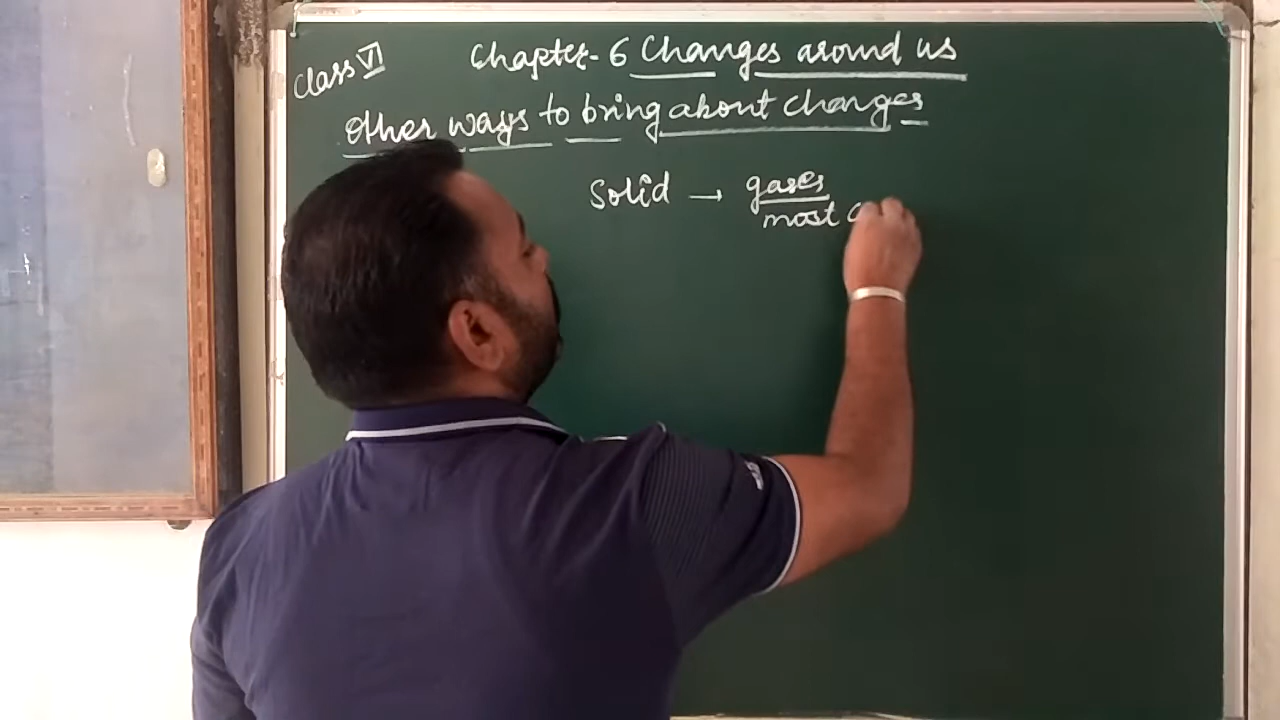 Class VI
Chapter-6 Changes around us
Other ways to bring about changes
Solid → gases
most